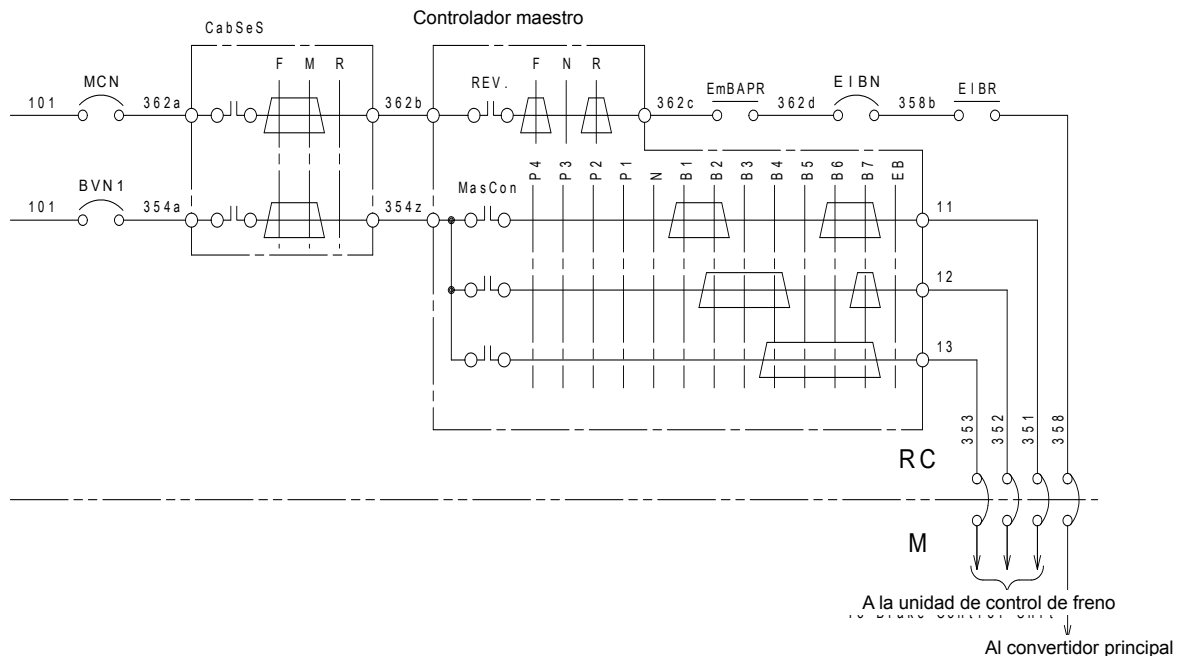 Controlador maestro
CabSeS
F M R
F N R
MCN
REV.
EmBAPR
EIBN
EIBR
101
362a
362b
362c
362d
358b
P4 P3 P2 P1 N B1 B2 B3 B4 B5 B6 B7 EB
BVN1
MasCon
101
354a
354z
11
12
13
353 352 351 358
RC
M
A la unidad de control de freno
Al convertidor principal